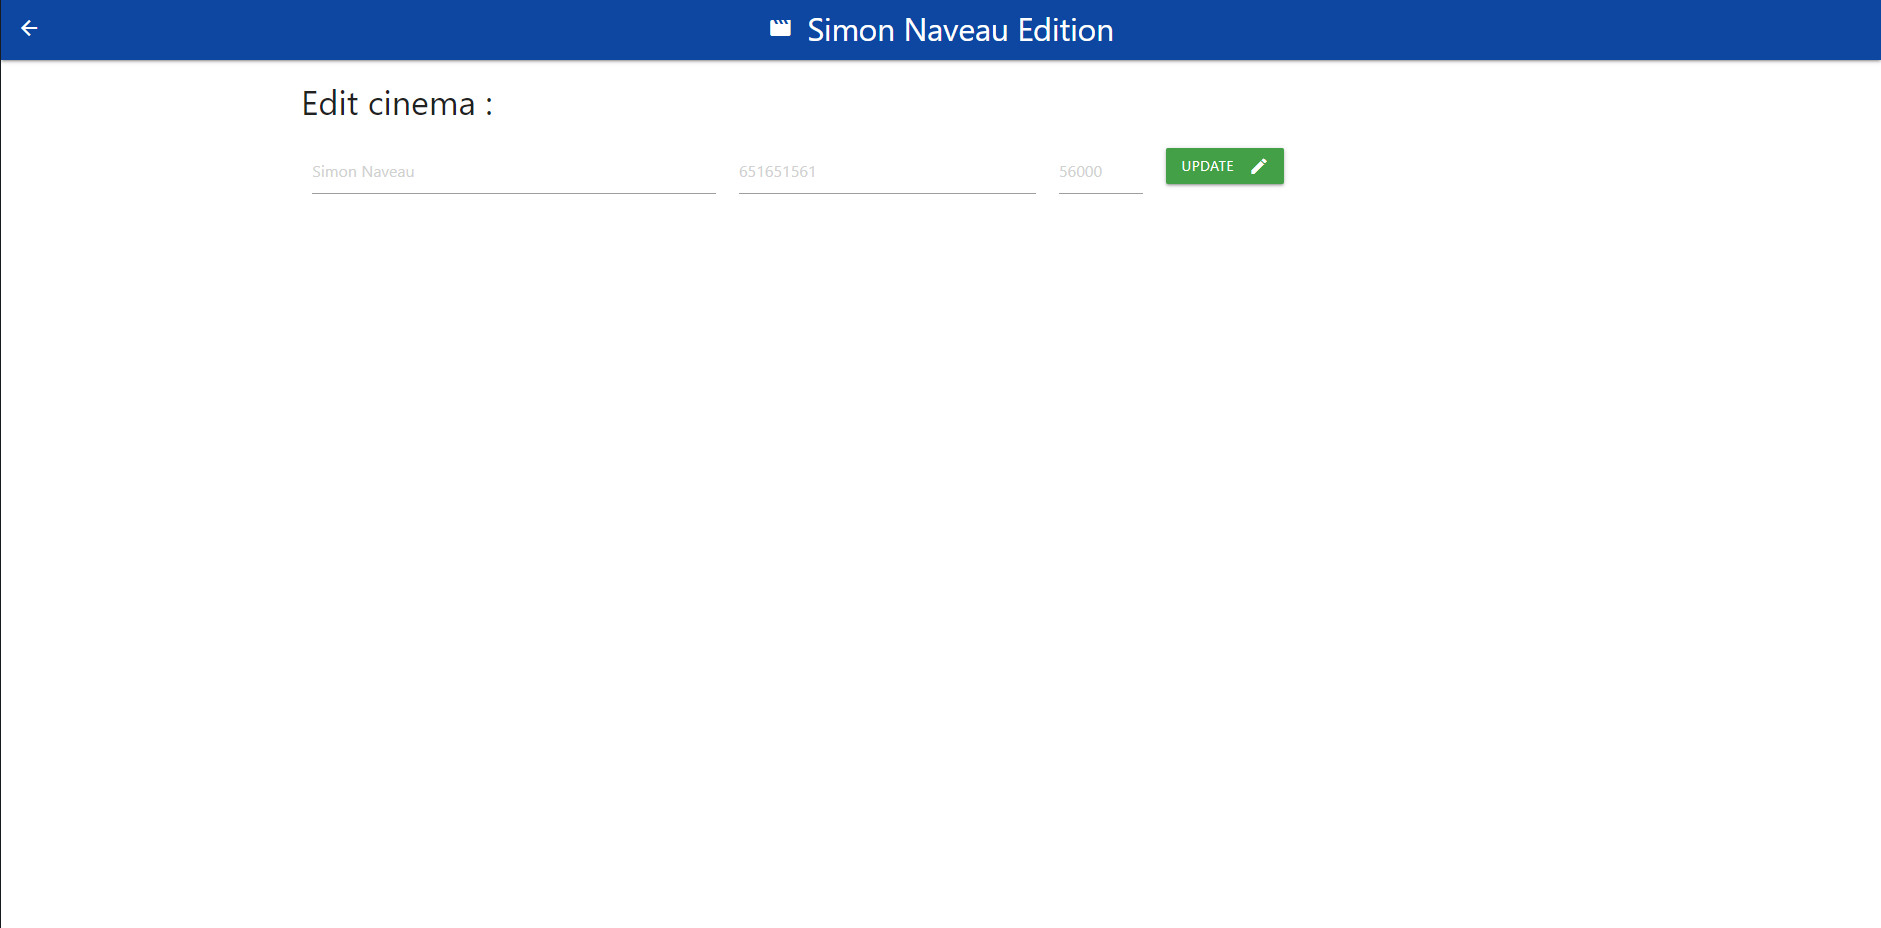 Simon Naveau Edition
Edit cinema :
Simon Naveau 651651561 56000 UPDATE